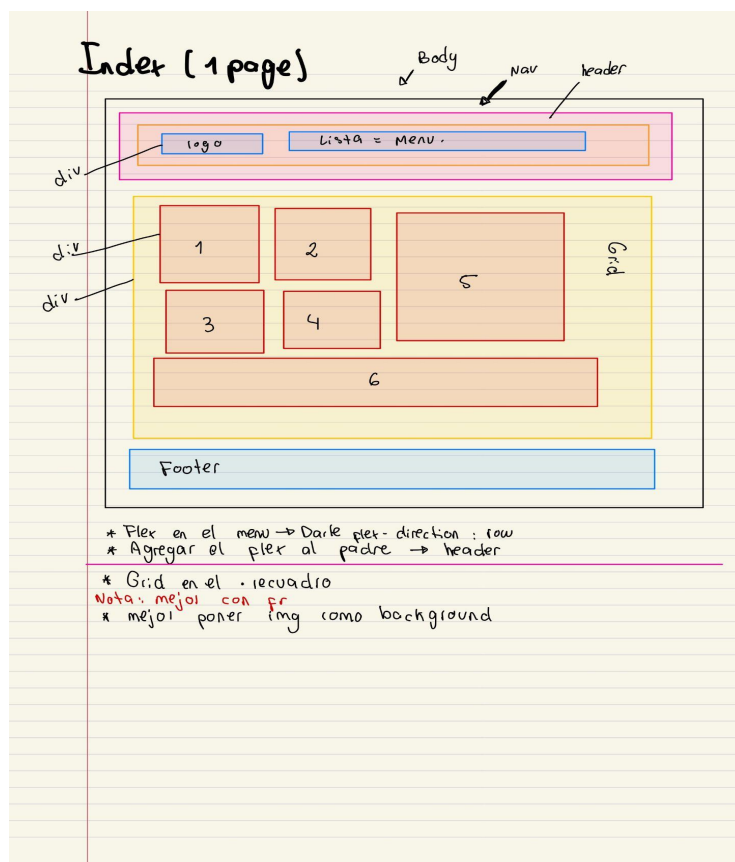 Index (1 page)
Body
Nav
header
logo
Lista = Menu.
div
div
1
2
5
Grid
div
3
4
6
Footer
* Flex en el menu → Darle flex-direction : row
* Agregar el flex al padre → header
* Grid en el .recuadro
Nota: mejor con fr
* mejor poner img como background